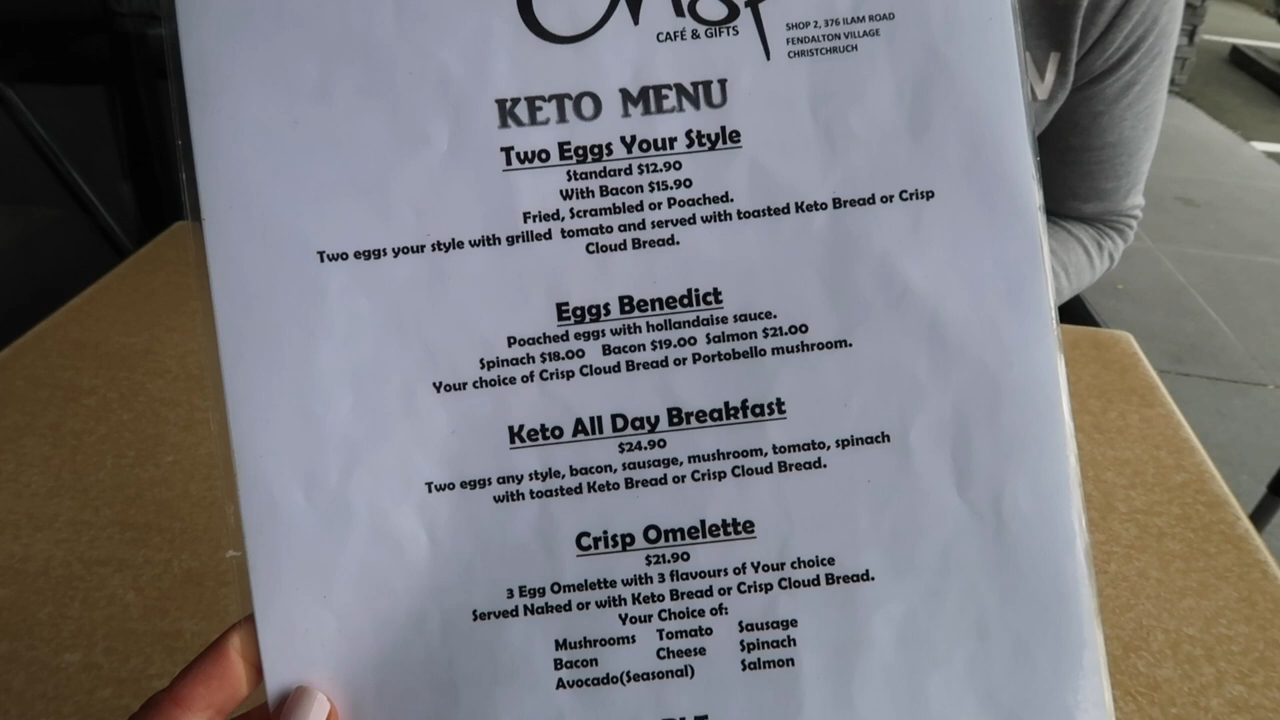 Crisp
CAFÉ & GIFTS
SHOP 2, 376 ILAM ROAD
FENDALTON VILLAGE
CHRISTCHRUCH
KETO MENU
Two Eggs Your Style
Standard $12.90
With Bacon $15.90
Fried, Scrambled or Poached.
Two eggs your style with grilled tomato and served with toasted Keto Bread or Crisp
Cloud Bread.
Eggs Benedict
Poached eggs with hollandaise sauce.
Spinach $18.00 Bacon $19.00 Salmon $21.00
Your choice of Crisp Cloud Bread or Portobello mushroom.
Keto All Day Breakfast
$24.90
Two eggs any style, bacon, sausage, mushroom, tomato, spinach
with toasted Keto Bread or Crisp Cloud Bread.
Crisp Omelette
$21.90
3 Egg Omelette with 3 flavours of Your choice
Served Naked or with Keto Bread or Crisp Cloud Bread.
Your Choice of:
Mushrooms Tomato Sausage
Bacon Cheese Spinach
Avocado(Seasonal) Salmon